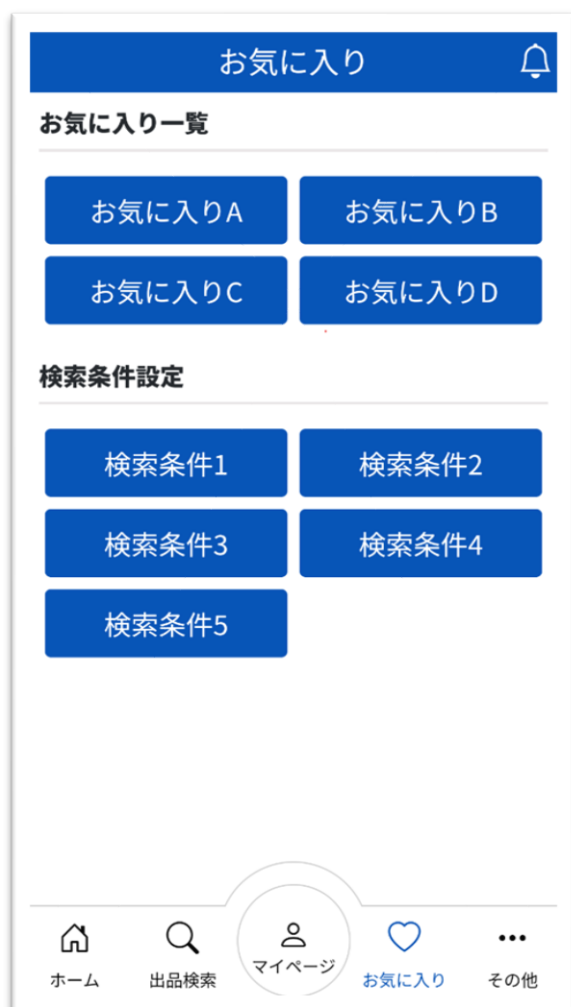 お気に入り
お気に入り一覧
お気に入りA
お気に入りB
お気に入りC
お気に入りD
検索条件設定
検索条件1
検索条件2
検索条件3
検索条件4
検索条件5
ホーム
出品検索
マイページ
お気に入り
その他